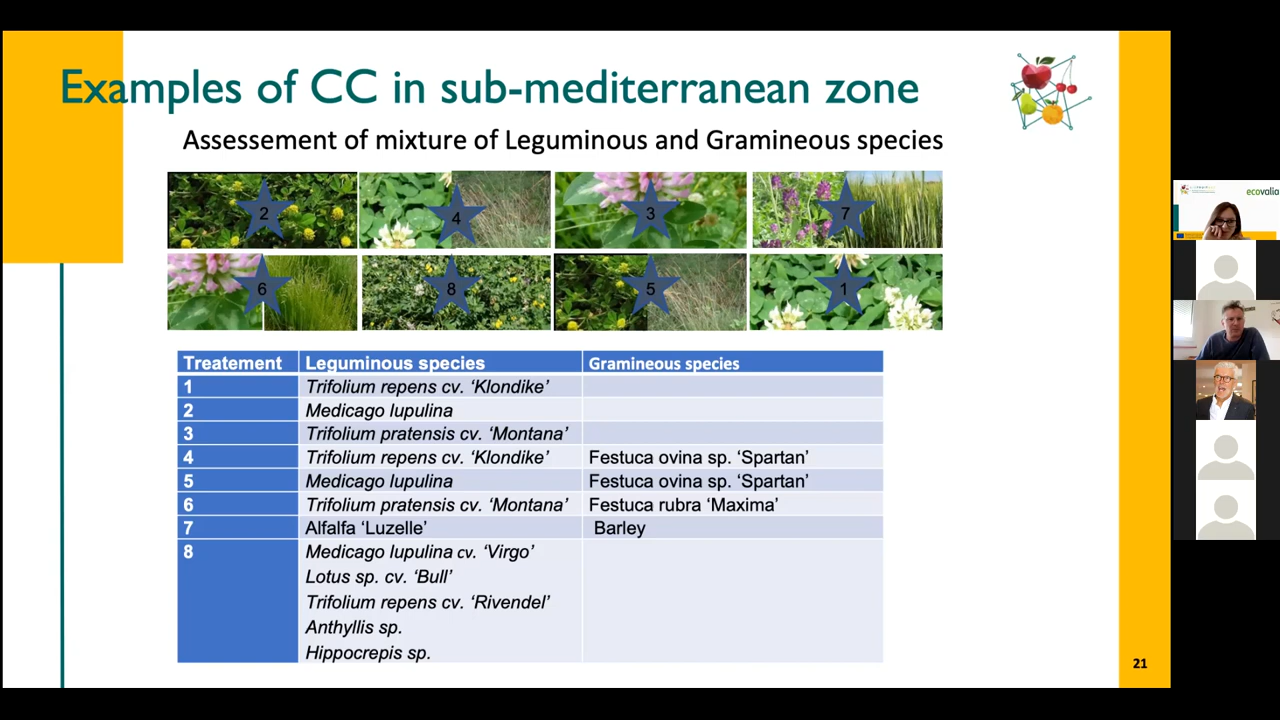 Examples of CC in sub-mediterranean zone
Assessement of mixture of Leguminous and Gramineous species
2 4 3 7
6 8 5 1
Treatement Leguminous species Gramineous species
1 Trifolium repens cv. ‘Klondike’
2 Medicago lupulina
3 Trifolium pratensis cv. ‘Montana’
4 Trifolium repens cv. ‘Klondike’ Festuca ovina sp. ‘Spartan’
5 Medicago lupulina Festuca ovina sp. ‘Spartan’
6 Trifolium pratensis cv. ‘Montana’ Festuca rubra ‘Maxima’
7 Alfalfa ‘Luzelle’ Barley
8 Medicago lupulina cv. ‘Virgo’
Lotus sp. cv. ‘Bull’
Trifolium repens cv. ‘Rivendel’
Anthyllis sp.
Hippocrepis sp.
21
ecovalia